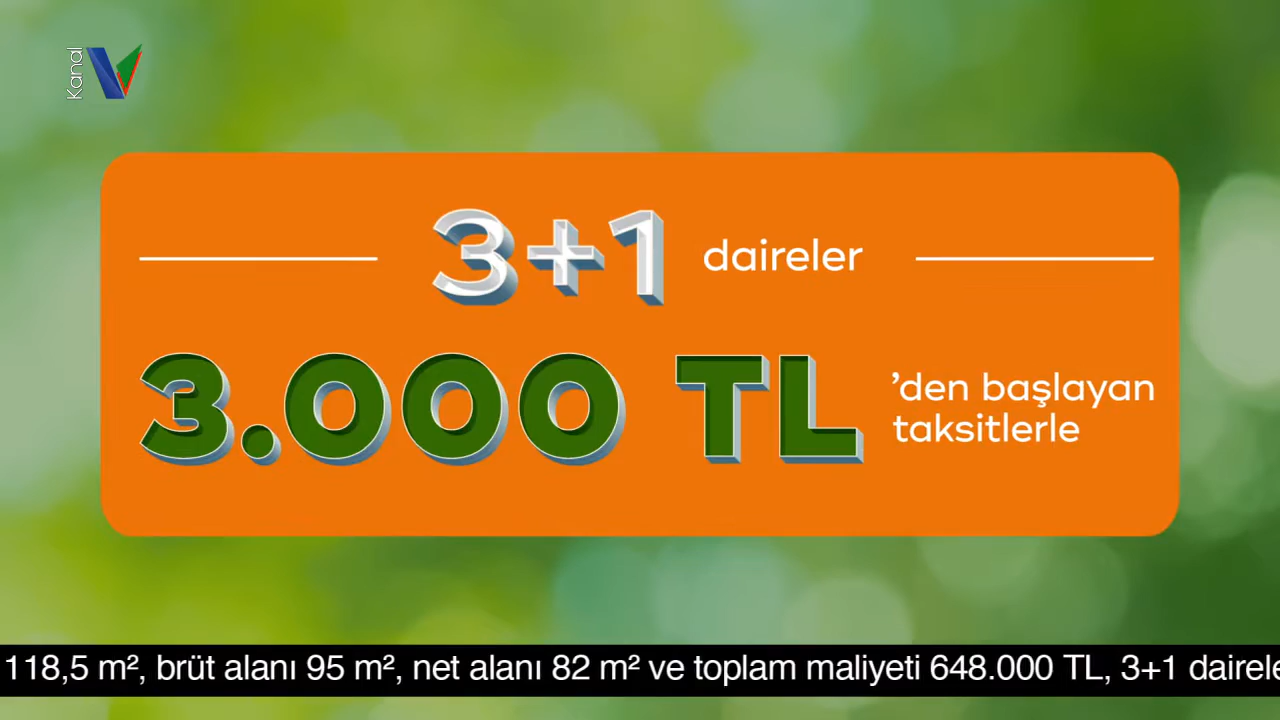 Kanal
3+1 daireler
3.000 TL 'den başlayan
taksitlerle
118,5 m², brüt alanı 95 m², net alanı 82 m² ve toplam maliyeti 648.000 TL, 3+1 dairele